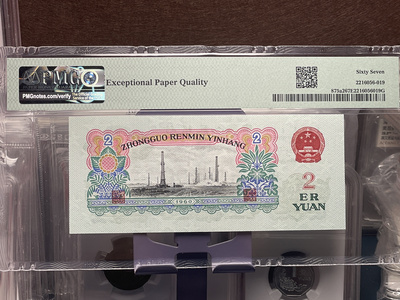 PMG
Exceptional Paper Quality
PMGnotes.com/verify
Sixty Seven
2210056-019
ZHONGGUO RENMIN YINHANG
2
2
1960
2
ER
YUAN